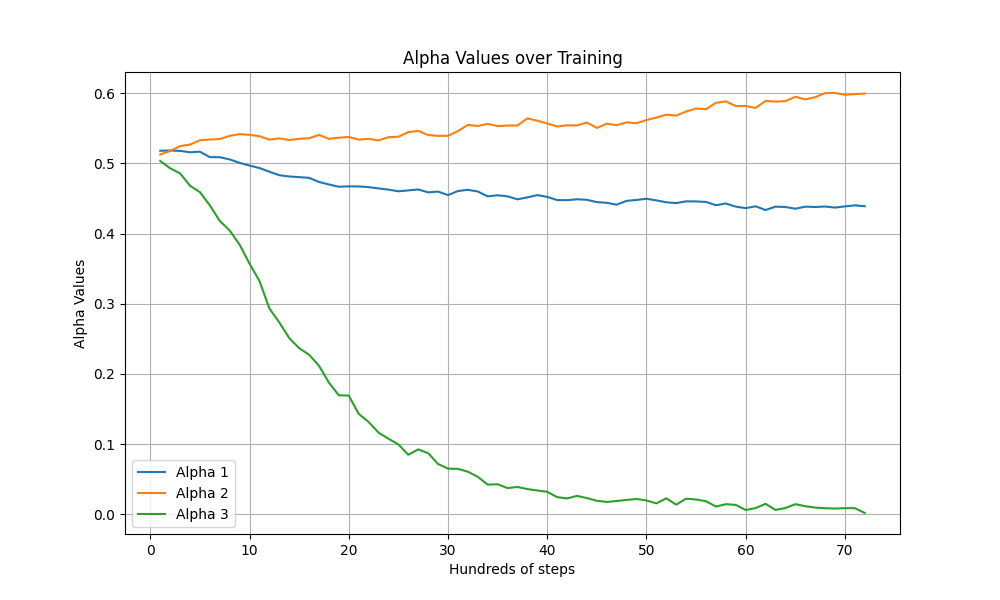 Alpha Values over Training
Alpha Values
0.6
0.5
0.4
0.3
0.2
0.1
0.0
Alpha 1
Alpha 2
Alpha 3
0 10 20 30 40 50 60 70
Hundreds of steps